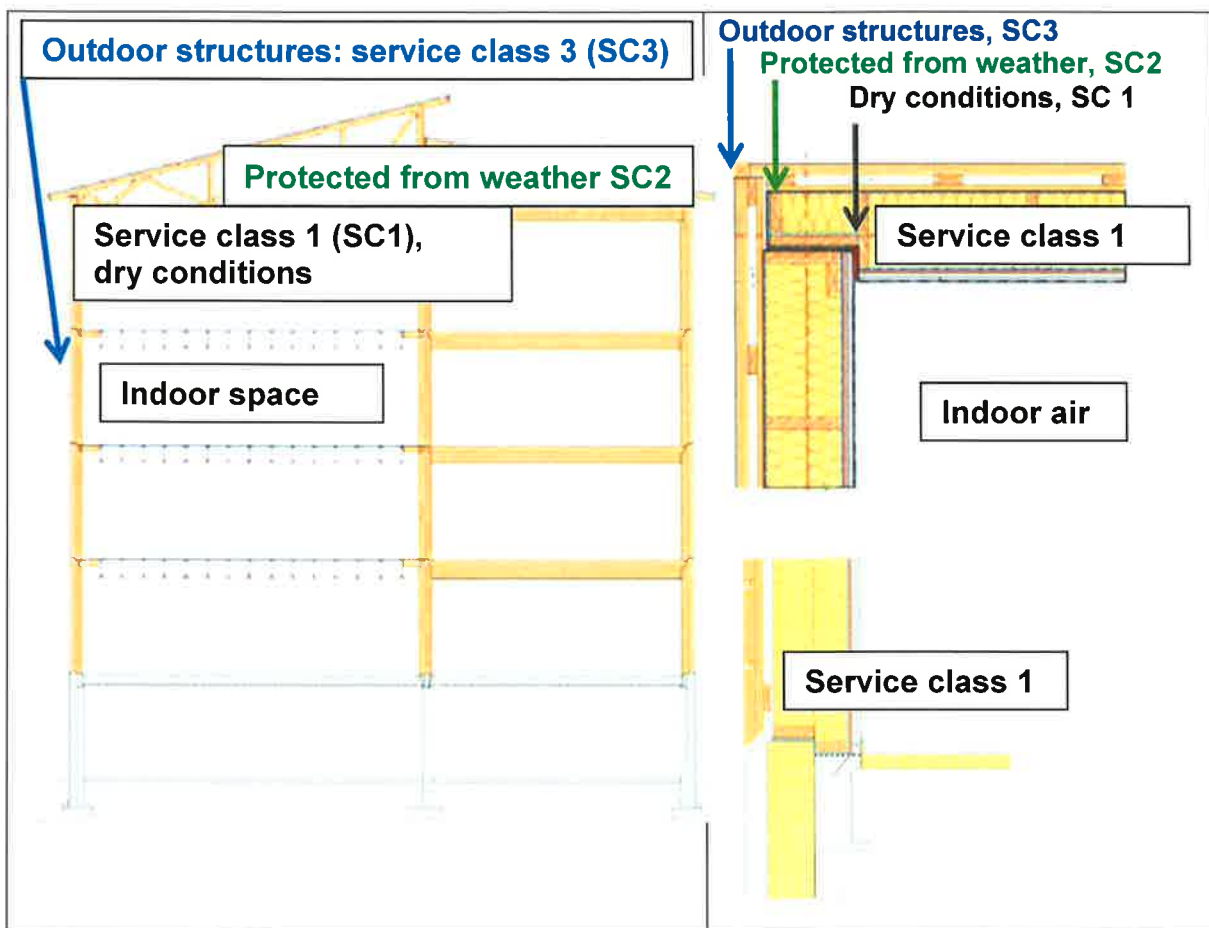 Outdoor structures: service class 3 (SC3)
Protected from weather SC2
Service class 1 (SC1),
dry conditions
Indoor space
Outdoor structures, SC3
Protected from weather, SC2
Dry conditions, SC 1
Service class 1
Indoor air
Service class 1